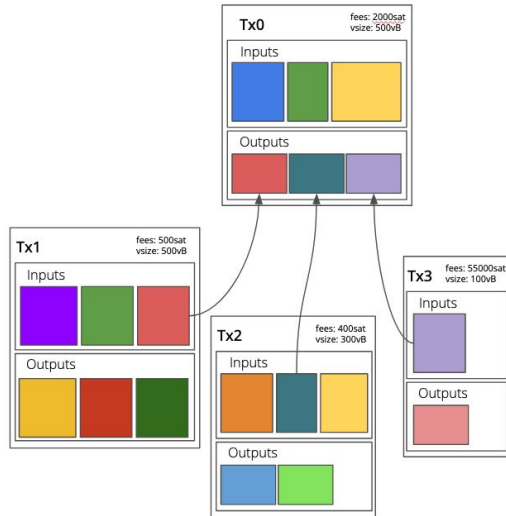 Tx0
fees: 2000sat
vsize: 500vB
Inputs
Outputs
Tx1
fees: 500sat
vsize: 500vB
Inputs
Outputs
Tx2
fees: 400sat
vsize: 300vB
Inputs
Outputs
Tx3
fees: 55000sat
vsize: 100vB
Inputs
Outputs